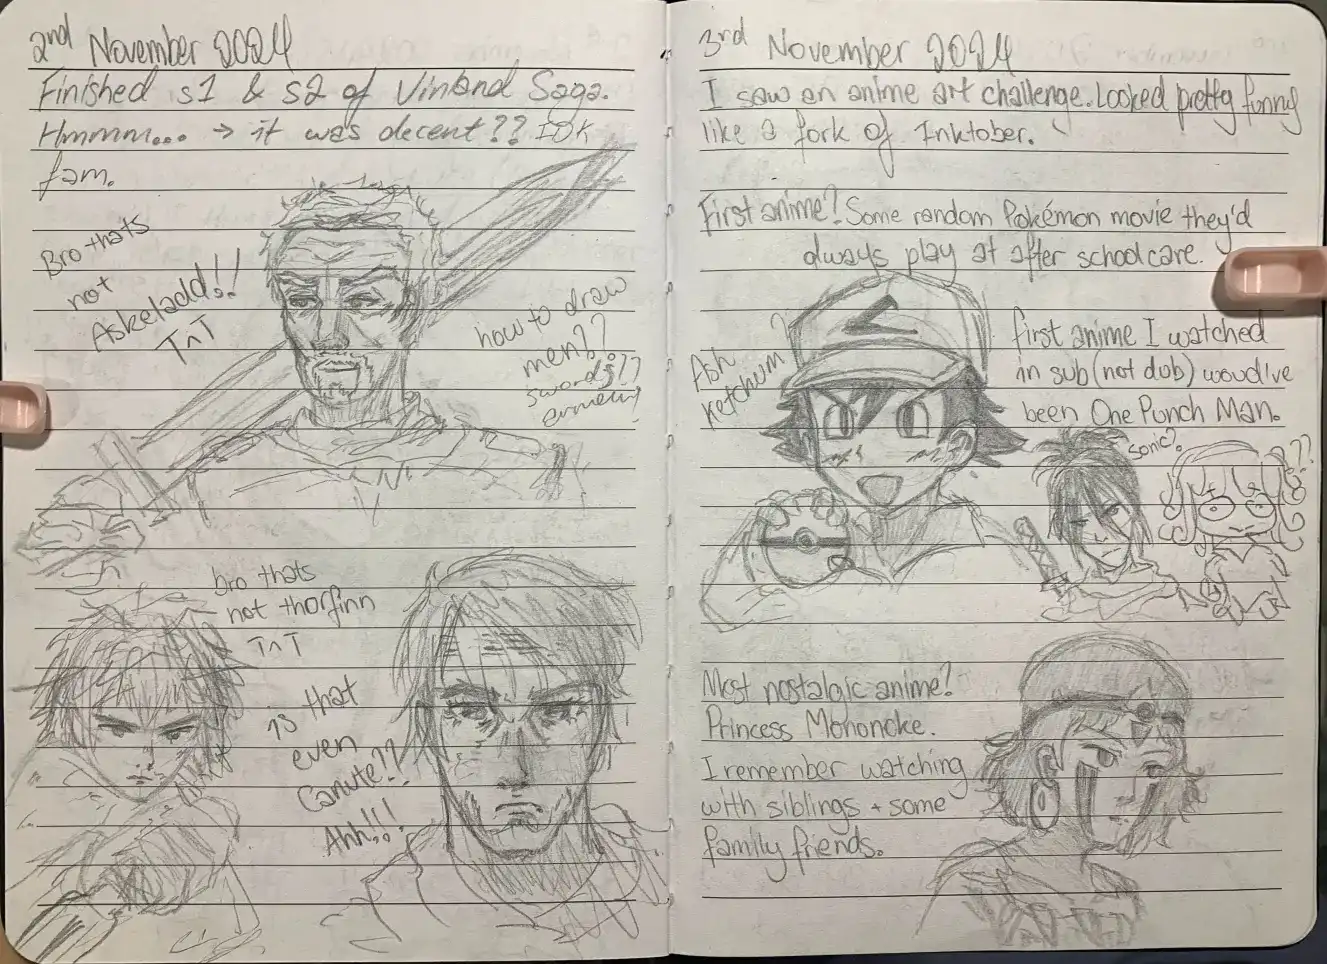 2nd November 2024
Finished s1 & s2 of Vinland Saga.
Hmmm... → it was decent?? IDK
fam.
Bro thats
not
Askeladd!!
TnT
how to draw
men??
swords??
bro thats
not thorfinn
TnT
is that
even
Canute??
Ahh!!!
3rd November 2024
I saw an anime art challenge. Looked pretty funny
like a fork of Inktober.
First anime? Some random Pokémon movie they'd
always play at after school care.
Ash
Ketchum?
first anime I watched
in sub (not dub) woudl've
been One Punch Man.
sonic?
???
Most nostalgic anime?
Princess Mononoke.
I remember watching
with siblings + some
family friends.